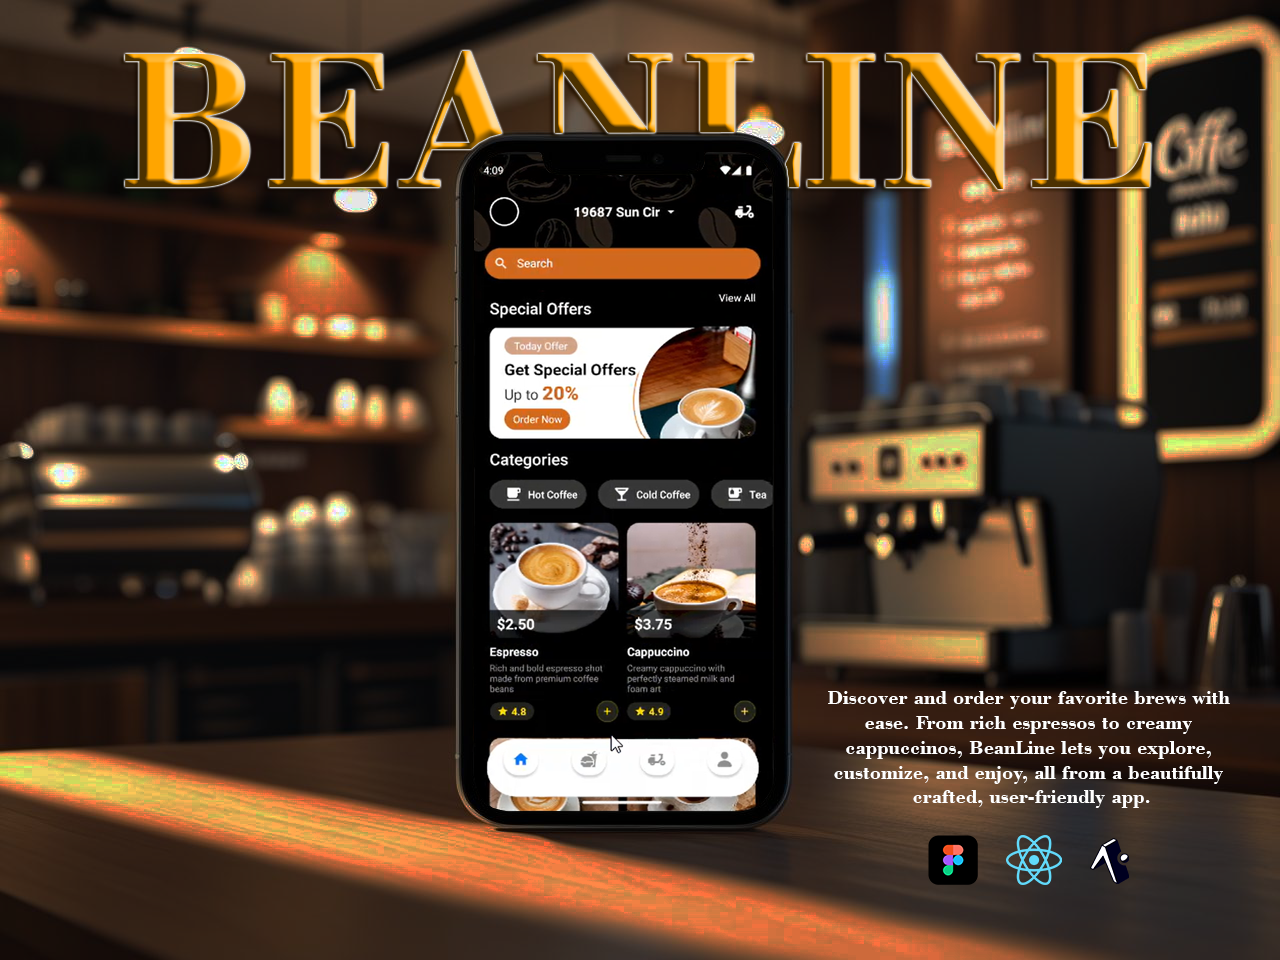 BEANLINE
4:09
19687 Sun Cir
Search
Special Offers
View All
Today Offer
Get Special Offers
Up to 20%
Order Now
Categories
Hot Coffee
Cold Coffee
Tea
$2.50
$3.75
Espresso
Cappuccino
Rich and bold espresso shot
made from premium coffee
beans
Creamy cappuccino with
perfectly steamed milk and
foam art
4.8
+
4.9
+
Discover and order your favorite brews with
ease. From rich espressos to creamy
cappuccinos, BeanLine lets you explore,
customize, and enjoy, all from a beautifully
crafted, user-friendly app.